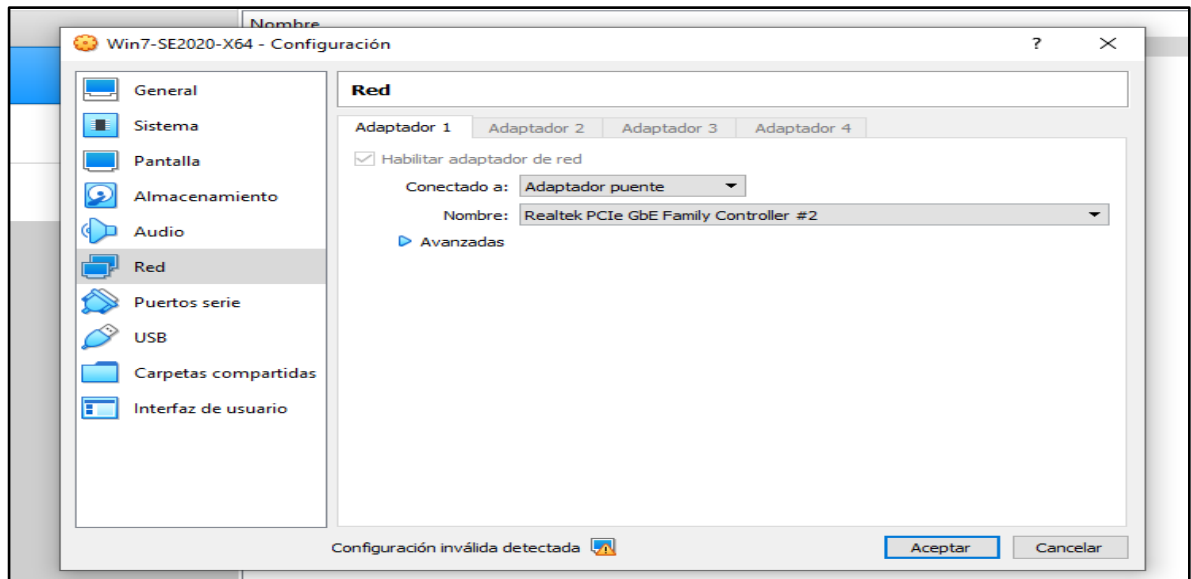 Nombre
Win7-SE2020-X64 - Configuración ? ×
General
Sistema
Pantalla
Almacenamiento
Audio
Red
Puertos serie
USB
Carpetas compartidas
Interfaz de usuario
Red
Adaptador 1 Adaptador 2 Adaptador 3 Adaptador 4
Habilitar adaptador de red
Conectado a: Adaptador puente
Nombre: Realtek PCIe GbE Family Controller #2
Avanzadas
Configuración inválida detectada Aceptar Cancelar